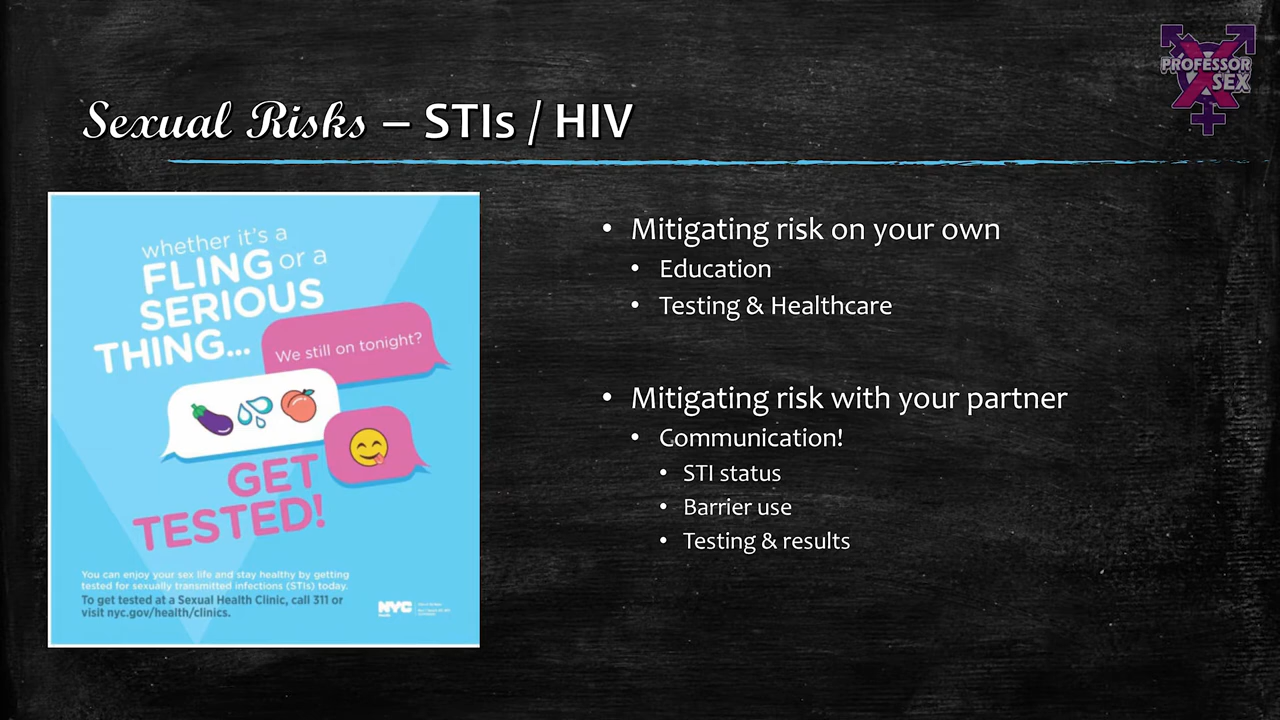 PROFESSOR
SEX
Sexual Risks – STIs / HIV
whether it's a
FLING or a
SERIOUS
THING...
We still on tonight?
GET
TESTED!
You can enjoy your sex life and stay healthy by getting
tested for sexually transmitted infections (STIs) today.
To get tested at a Sexual Health Clinic, call 311 or
visit nyc.gov/health/clinics.
NYC
• Mitigating risk on your own
• Education
• Testing & Healthcare
• Mitigating risk with your partner
• Communication!
• STI status
• Barrier use
• Testing & results